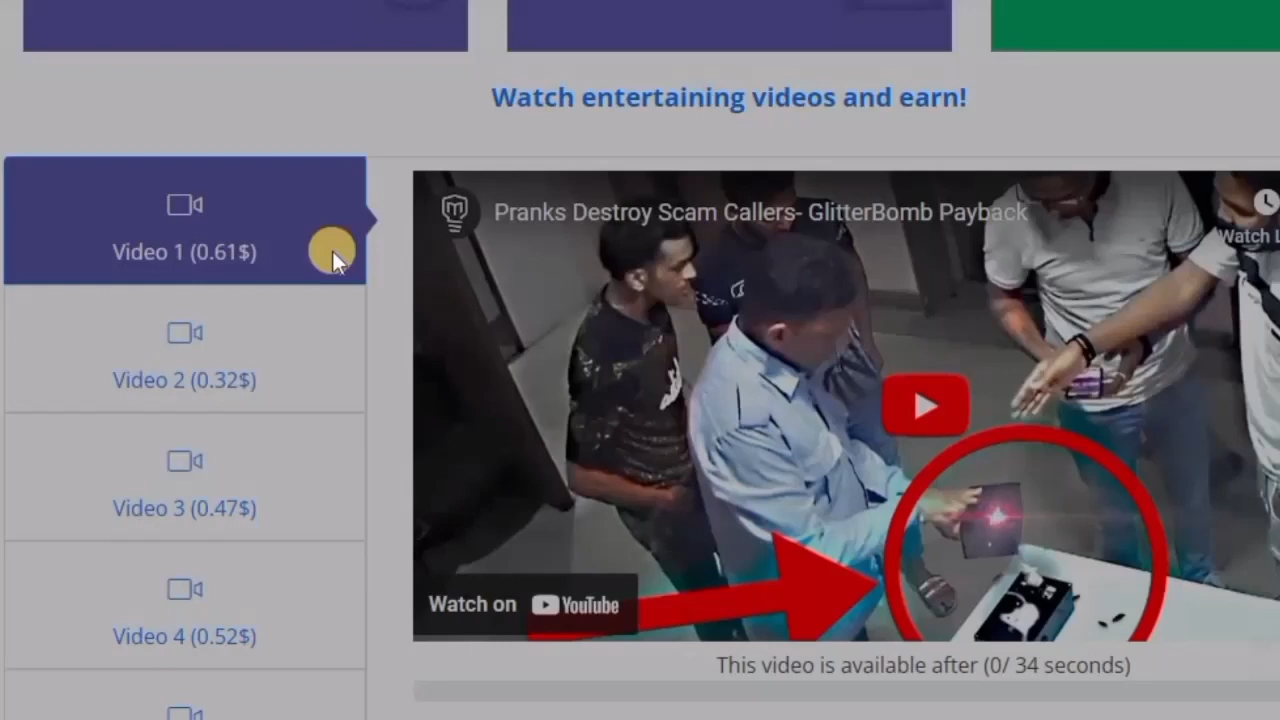 Watch entertaining videos and earn!
Video 1 (0.61$)
Video 2 (0.32$)
Video 3 (0.47$)
Video 4 (0.52$)
Pranks Destroy Scam Callers- GlitterBomb Payback
Watch L
Watch on YouTube
This video is available after (0/ 34 seconds)